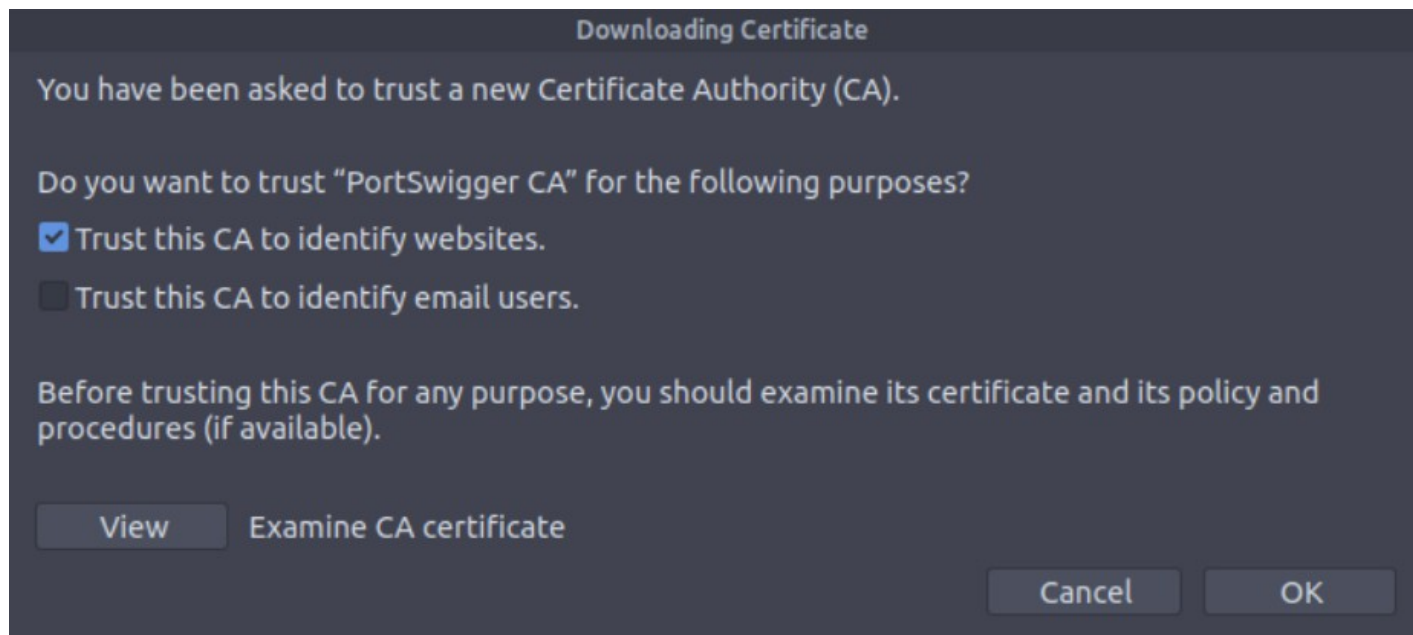 Downloading Certificate
You have been asked to trust a new Certificate Authority (CA).
Do you want to trust “PortSwigger CA” for the following purposes?
Trust this CA to identify websites.
Trust this CA to identify email users.
Before trusting this CA for any purpose, you should examine its certificate and its policy and
procedures (if available).
View Examine CA certificate
Cancel OK